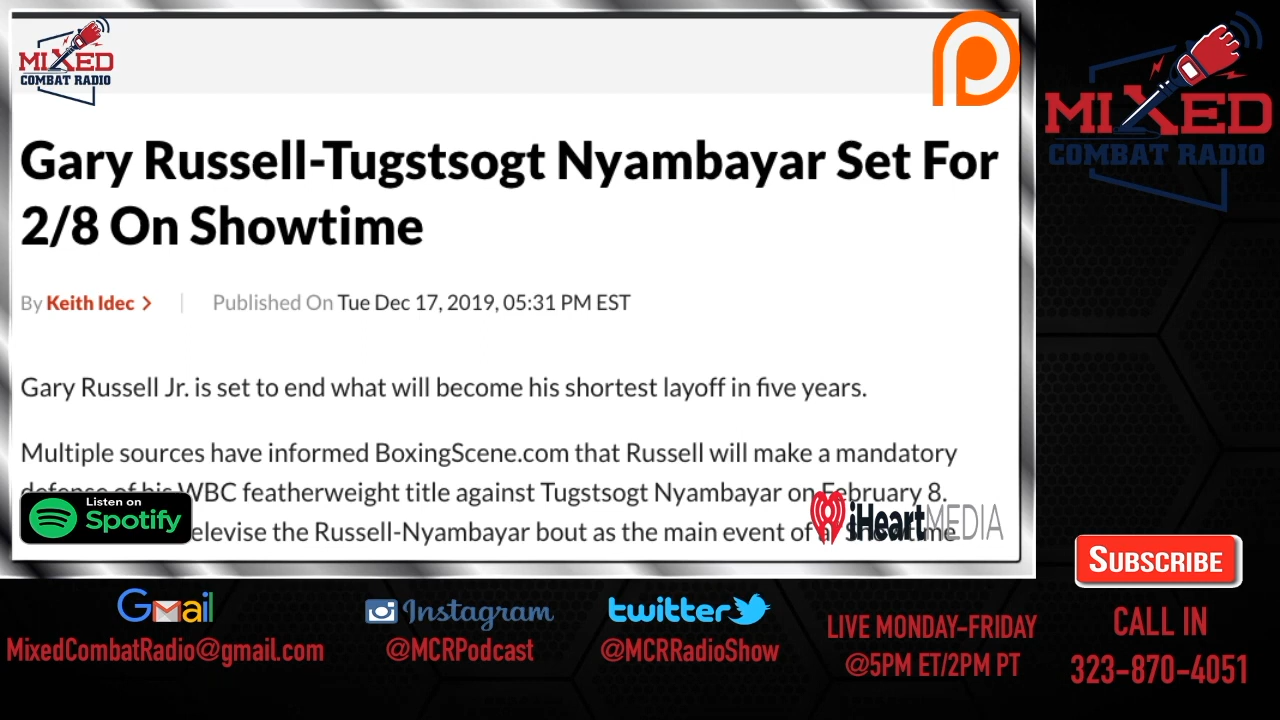 MIXED
COMBAT RADIO
MIXED
COMBAT RADIO
Gary Russell-Tugstsogt Nyambayar Set For
2/8 On Showtime
By Keith Idec > | Published On Tue Dec 17, 2019, 05:31 PM EST
Gary Russell Jr. is set to end what will become his shortest layoff in five years.
Multiple sources have informed BoxingScene.com that Russell will make a mandatory
defense of his WBC featherweight title against Tugstsogt Nyambayar on February 8.
elevise the Russell-Nyambayar bout as the main event of a Showtime
Listen on
Spotify
iHeartMEDIA
SUBSCRIBE
Gmail
MixedCombatRadio@gmail.com
Instagram
@MCRPodcast
twitter
@MCRRadioShow
LIVE MONDAY-FRIDAY
@5PM ET/2PM PT
CALL IN
323-870-4051